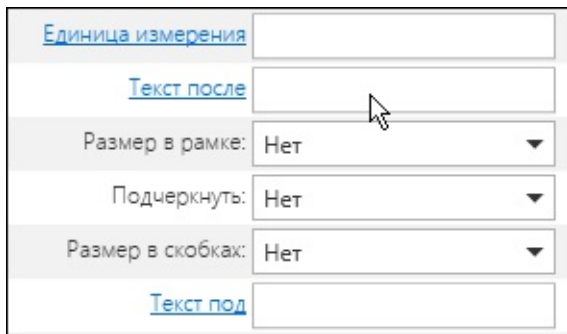 Единица измерения
Текст после
Размер в рамке: Нет
Подчеркнуть: Нет
Размер в скобках: Нет
Текст под